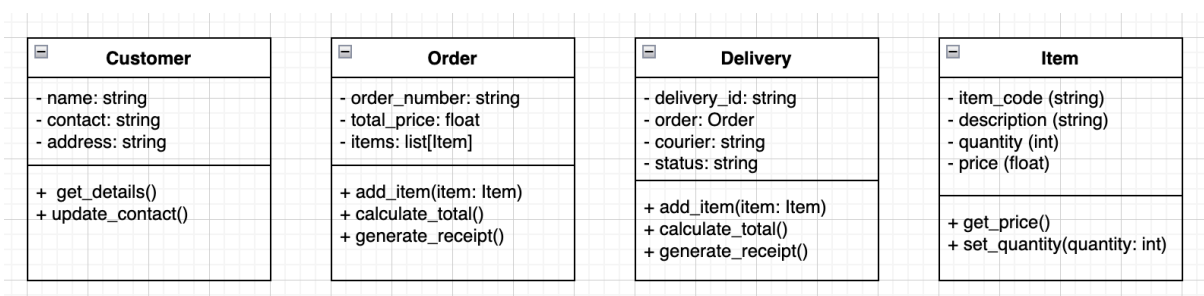 Customer
- name: string
- contact: string
- address: string
+ get_details()
+ update_contact()
Order
- order_number: string
- total_price: float
- items: list[Item]
+ add_item(item: Item)
+ calculate_total()
+ generate_receipt()
Delivery
- delivery_id: string
- order: Order
- courier: string
- status: string
+ add_item(item: Item)
+ calculate_total()
+ generate_receipt()
Item
- item_code (string)
- description (string)
- quantity (int)
- price (float)
+ get_price()
+ set_quantity(quantity: int)